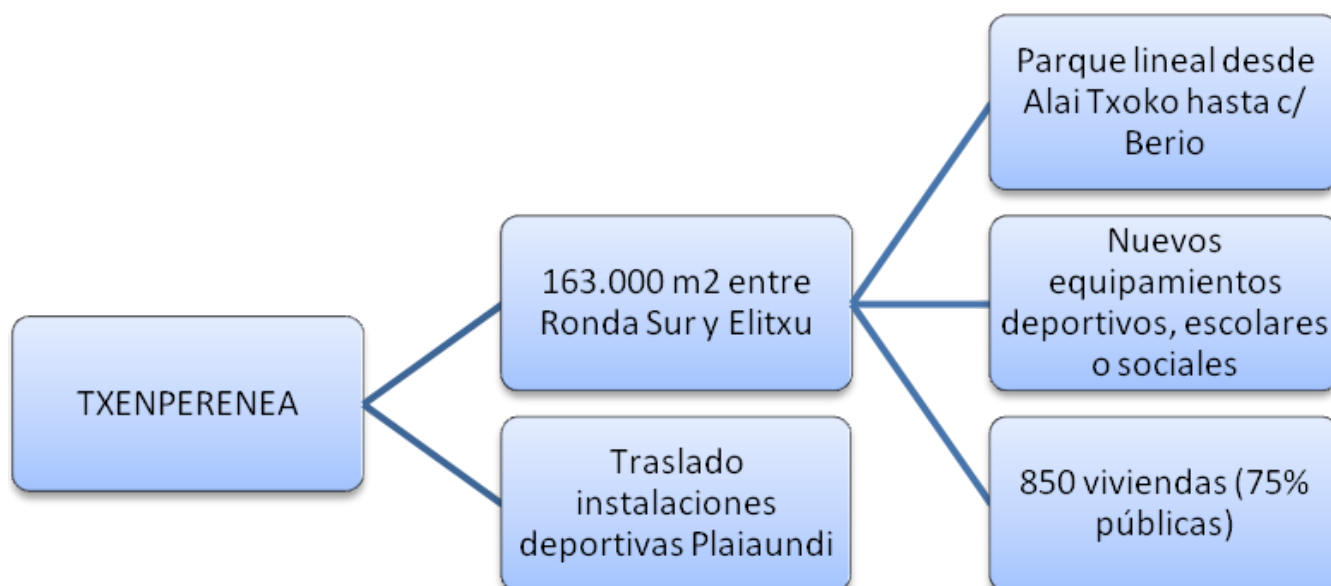 TXENPERENEA
163.000 m2 entre
Ronda Sur y Elitxu
Traslado
instalaciones
deportivas Plaiaundi
Parque lineal desde
Alai Txoko hasta c/
Berio
Nuevos
equipamientos
deportivos, escolares
o sociales
850 viviendas (75%
públicas)